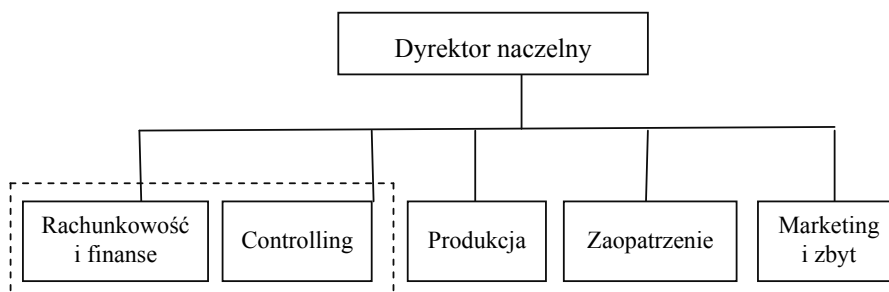 Dyrektor naczelny
Rachunkowość
i finanse
Controlling
Produkcja
Zaopatrzenie
Marketing
i zbyt